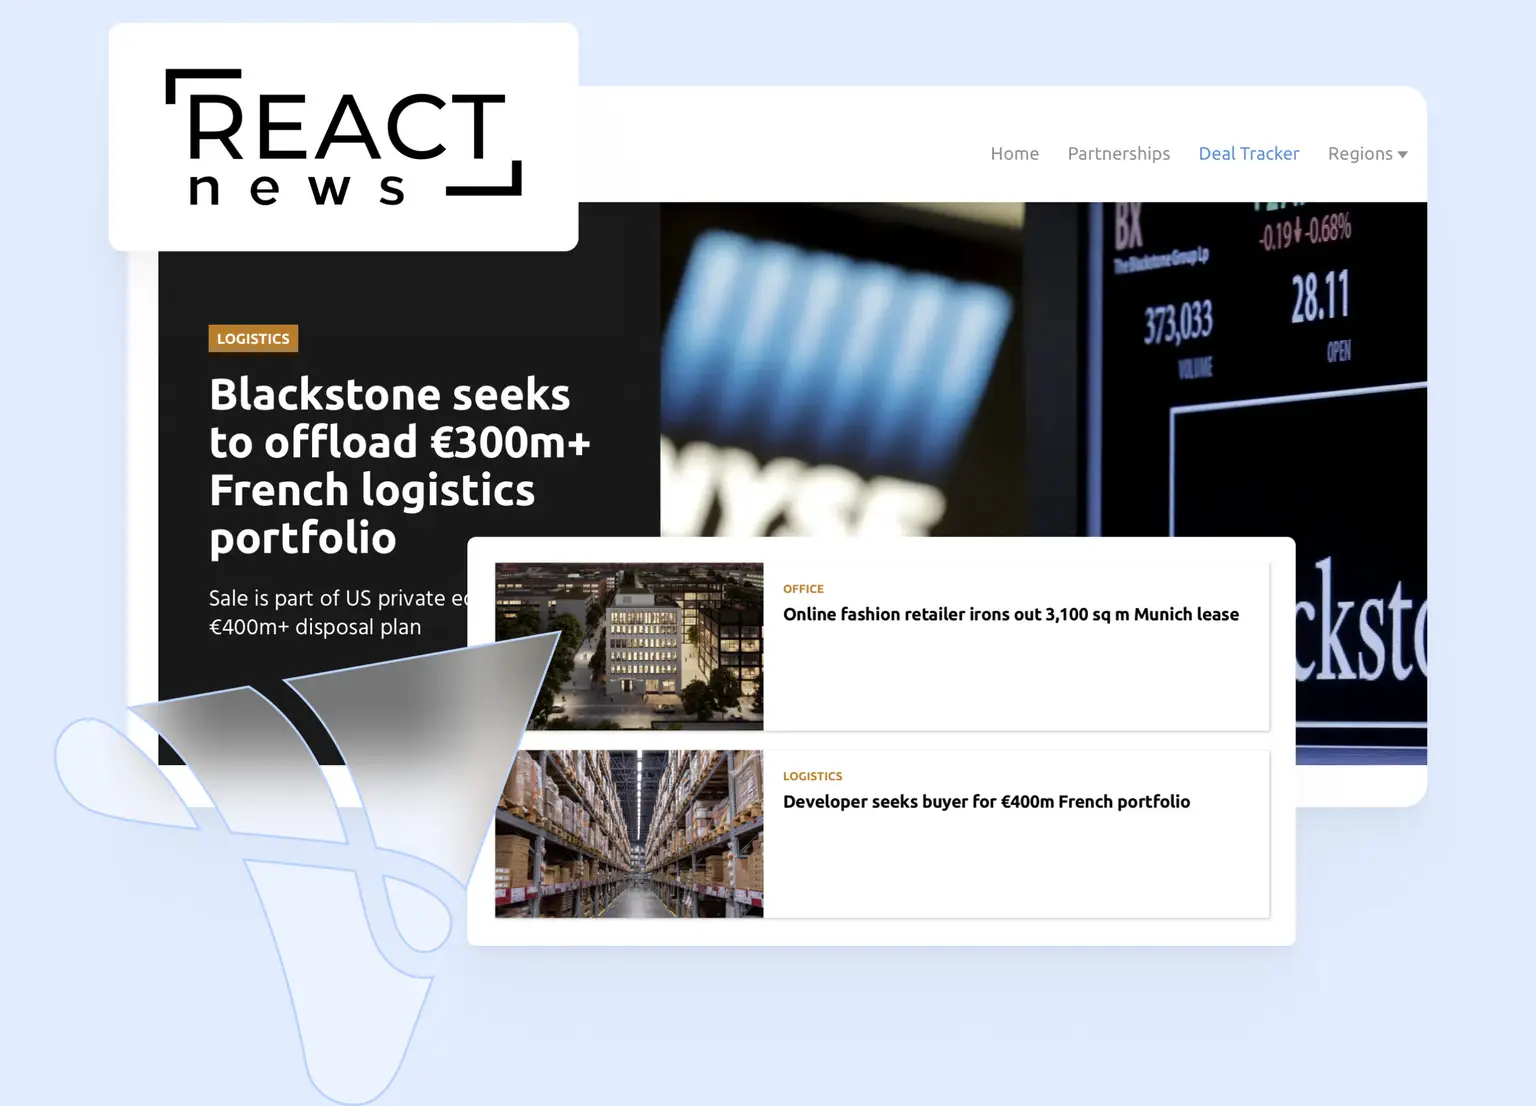 REACT
news
Home Partnerships Deal Tracker Regions
BX
The Blackstone Group Lp
-0.19 -0.68%
373,033
VOLUME
28.11
OPEN
NYSE
LOGISTICS
Blackstone seeks
to offload €300m+
French logistics
portfolio
Sale is part of US private
€400m+ disposal plan
OFFICE
Online fashion retailer irons out 3,100 sq m Munich lease
LOGISTICS
Developer seeks buyer for €400m French portfolio